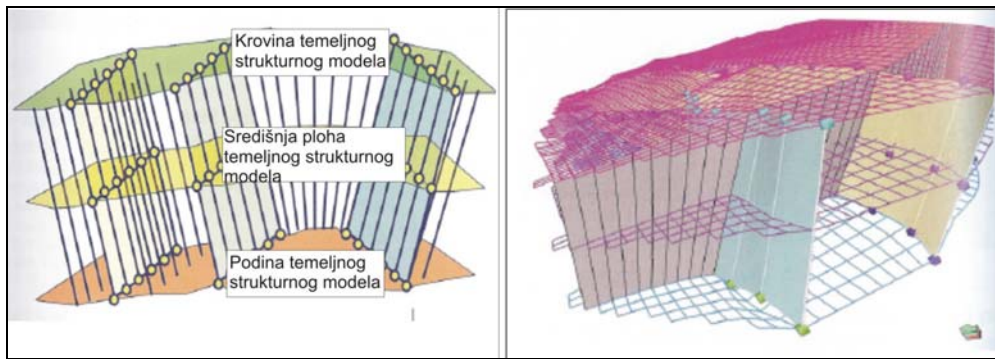 Krovina temeljnog
strukturnog modela
Središnja ploha
temeljnog strukturnog
modela
Podina temeljnog
strukturnog modela